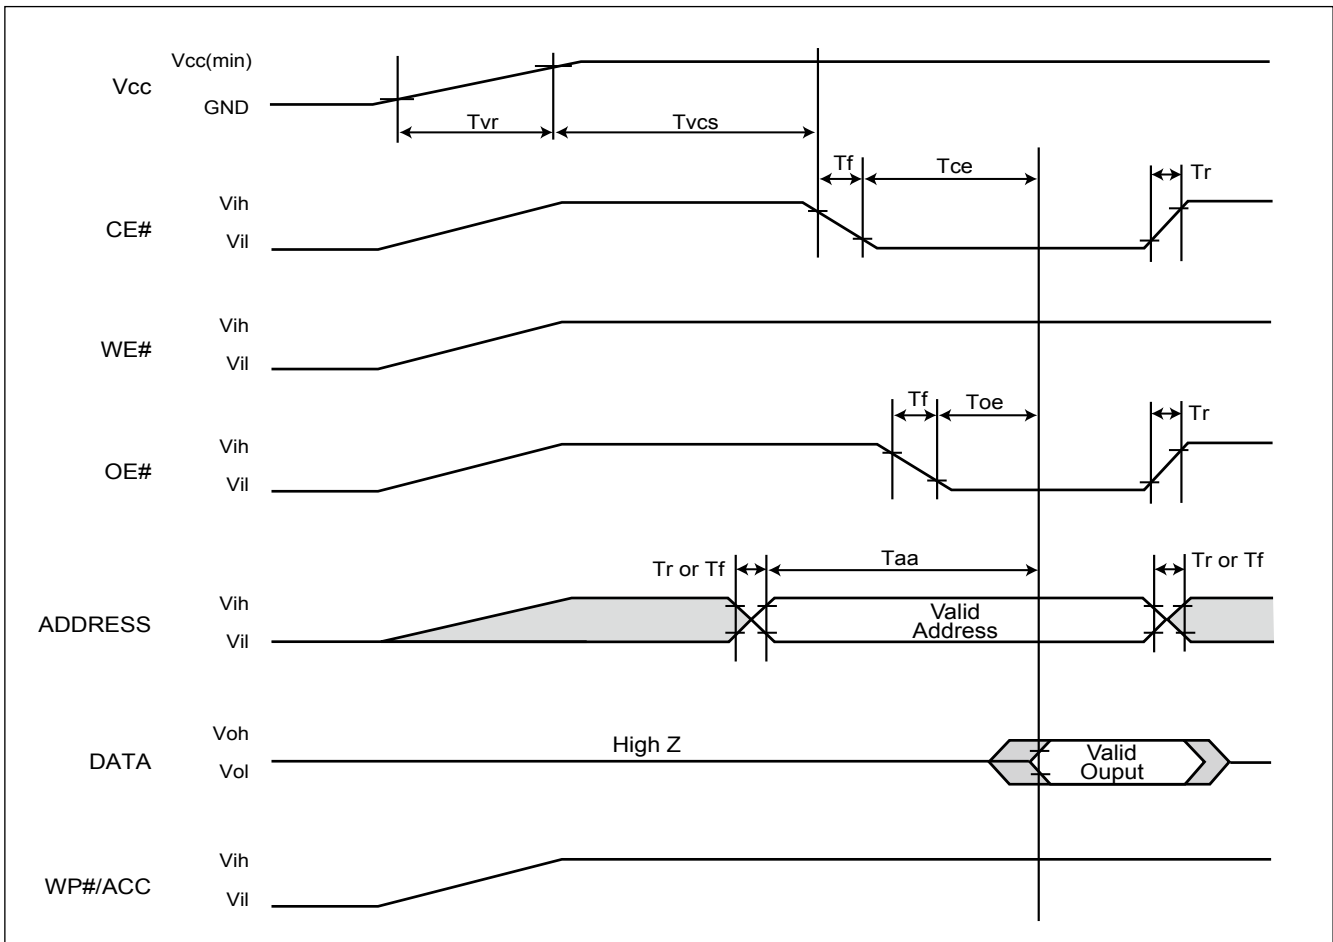 Vcc(min)
Vcc
GND
Tvr
Tvcs
Tf
Tce
Tr
Vih
CE#
Vil
Vih
WE#
Vil
Tf
Toe
Tr
Vih
OE#
Vil
Tr or Tf
Taa
Tr or Tf
Vih
ADDRESS
Vil
Valid
Address
Voh
DATA
Vol
High Z
Valid
Ouput
Vih
WP#/ACC
Vil